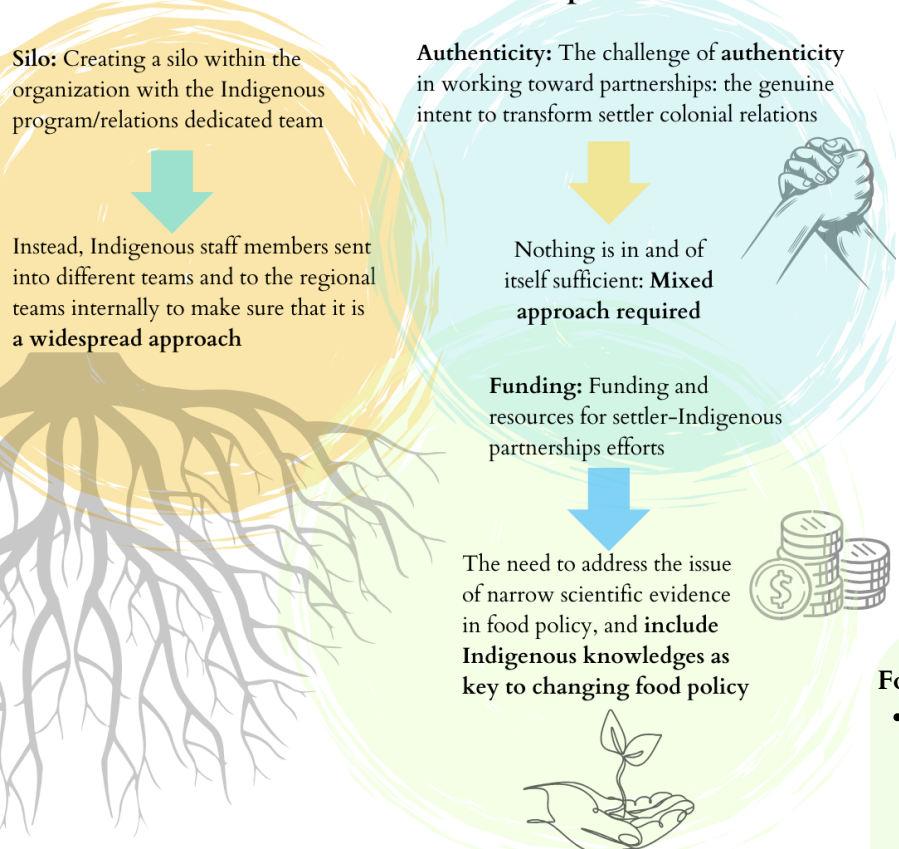 Silo: Creating a silo within the
organization with the Indigenous
program/relations dedicated team
Instead, Indigenous staff members sent
into different teams and to the regional
teams internally to make sure that it is
a widespread approach
Authenticity: The challenge of authenticity
in working toward partnerships: the genuine
intent to transform settler colonial relations
Nothing is in and of
itself sufficient: Mixed
approach required
Funding: Funding and
resources for settler-Indigenous
partnerships efforts
The need to address the issue
of narrow scientific evidence
in food policy, and include
Indigenous knowledges as
key to changing food policy
$